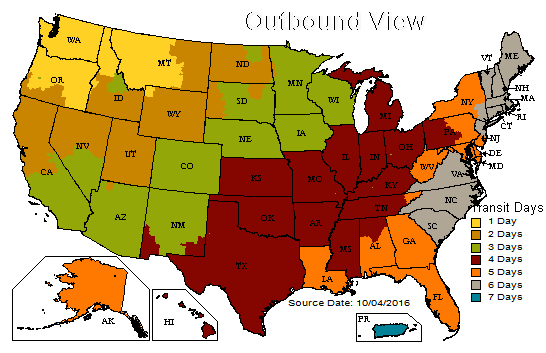 Outbound View
WA
MT
ND
MN
VT
ME
OR
ID
SD
WI
MI
NY
NH
MA
RI
CT
WY
NE
IA
PA
NJ
NV
UT
CO
IL
IN
OH
DE
MD
WV
VA
CA
KS
MO
KY
NC
AZ
NM
OK
AR
TN
SC
TX
MS
AL
GA
LA
FL
AK
HI
PR
Transit Days
1 Day
2 Days
3 Days
4 Days
5 Days
6 Days
7 Days
Source Date: 10/04/2016